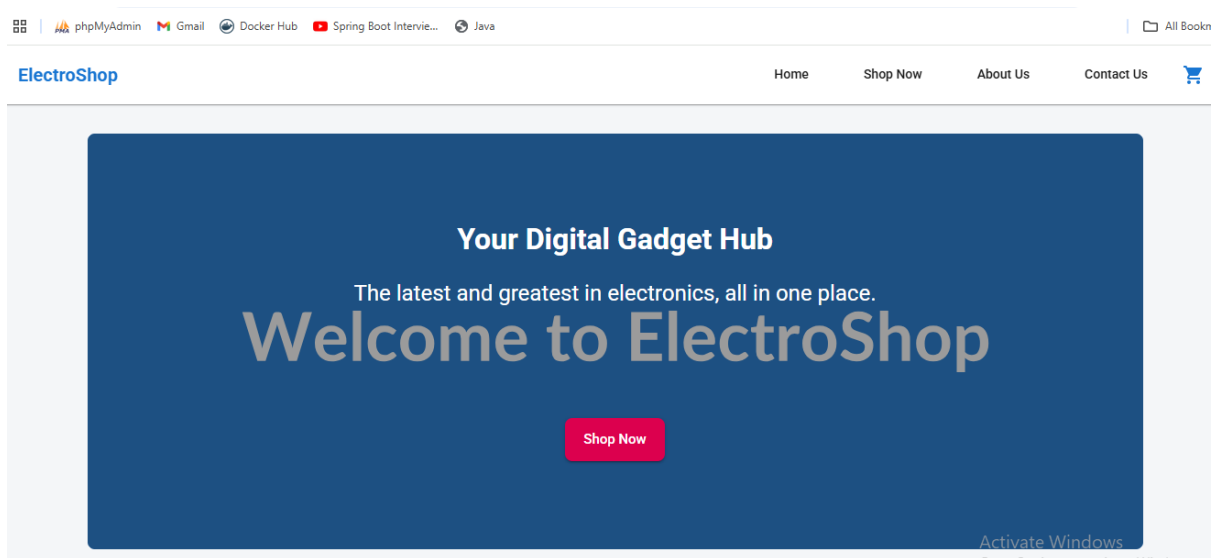 phpMyAdmin Gmail Docker Hub Spring Boot Intervie... Java All Bookm
ElectroShop Home Shop Now About Us Contact Us
Your Digital Gadget Hub
The latest and greatest in electronics, all in one place.
Welcome to ElectroShop
Shop Now
Activate Windows